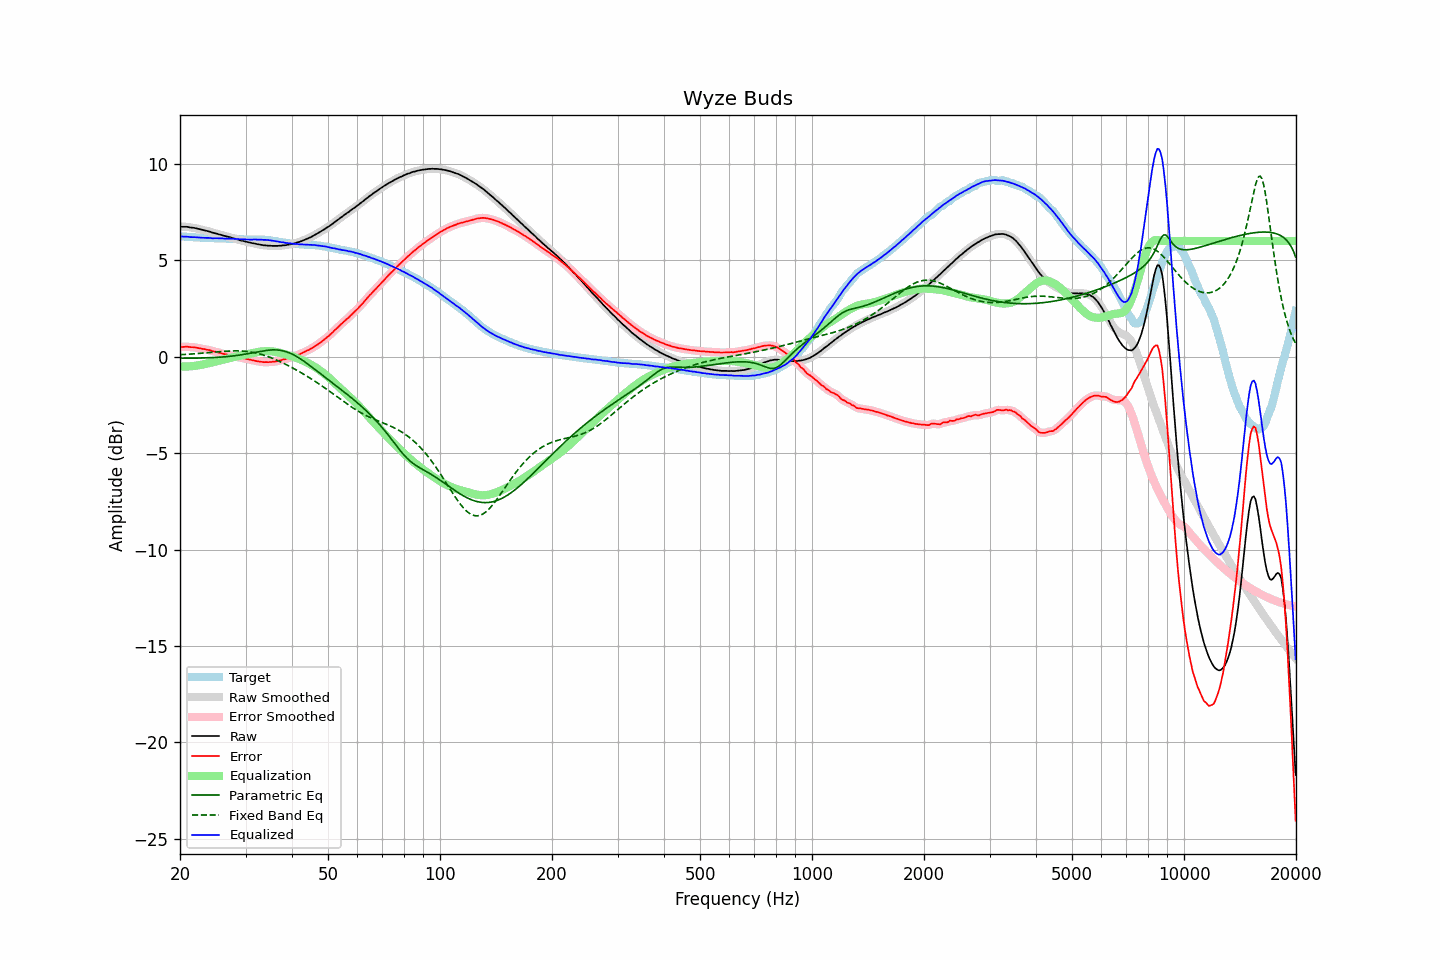 Wyze Buds
Amplitude (dBr)
10
5
0
−5
−10
−15
−20
−25
Target
Raw Smoothed
Error Smoothed
Raw
Error
Equalization
Parametric Eq
Fixed Band Eq
Equalized
20 50 100 200 500 1000 2000 5000 10000 20000
Frequency (Hz)